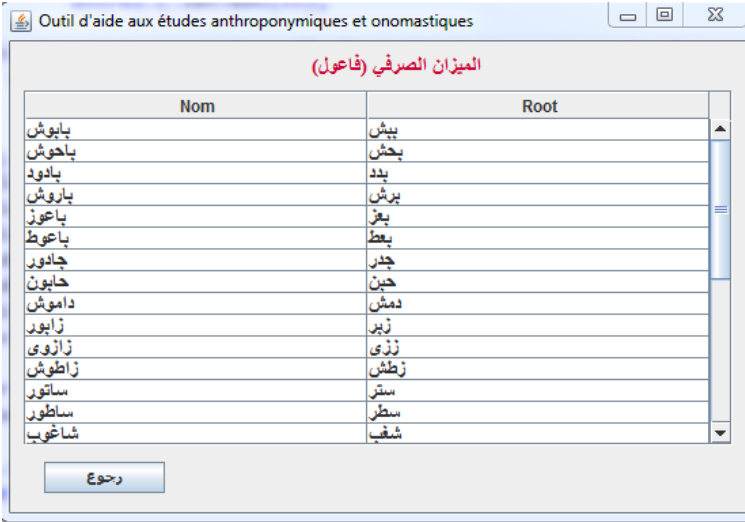 Outil d'aide aux études anthroponymiques et onomastiques
الميزان الصرفي (فاعول)
Nom Root
بابوش ببش
باحوش بحش
بادود بدد
باروش برش
باعوز بعز
باعوط بعط
جادور جدر
حابون حبن
داموش دمش
زابور زبر
زازوى ززى
زاطوش زطش
ساتور ستر
ساطور سطر
شاغوب شغب
رجوع